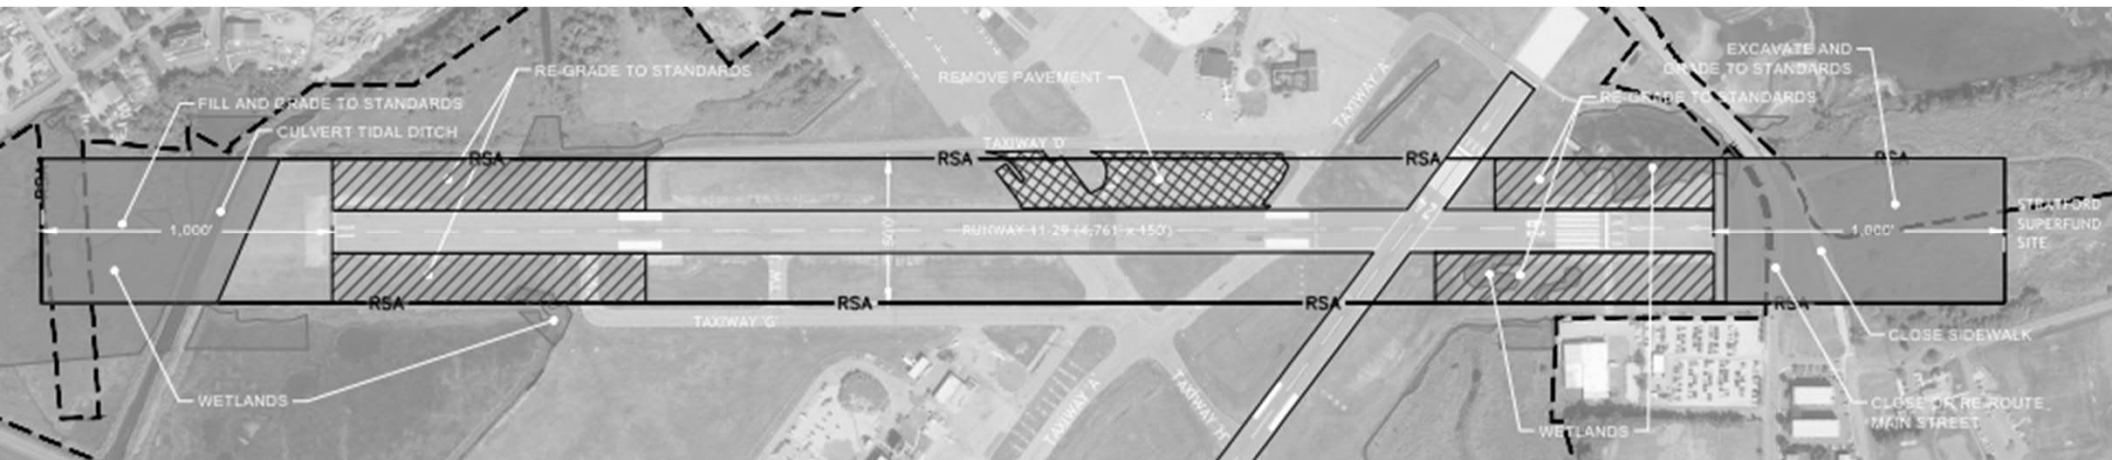 RE-GRADE TO STANDARDS
FILL AND GRADE TO STANDARDS
CULVERT TIDAL DITCH
REMOVE PAVEMENT
TAXIWAY 'A'
EXCAVATE AND
GRADE TO STANDARDS
RE-GRADE TO STANDARDS
TAXIWAY 'D'
RSA
RSA
RSA
RSA
RSA
1,000'
500'
RUNWAY 11-29 (4,761' x 150')
1,000'
STRATFORD
SUPERFUND
SITE
RSA
RSA
RSA
RSA
TAXIWAY 'G'
CLOSE SIDEWALK
WETLANDS
TAXIWAY 'A'
TAXIWAY 'H'
WETLANDS
CLOSE OR RE-ROUTE
MAIN STREET